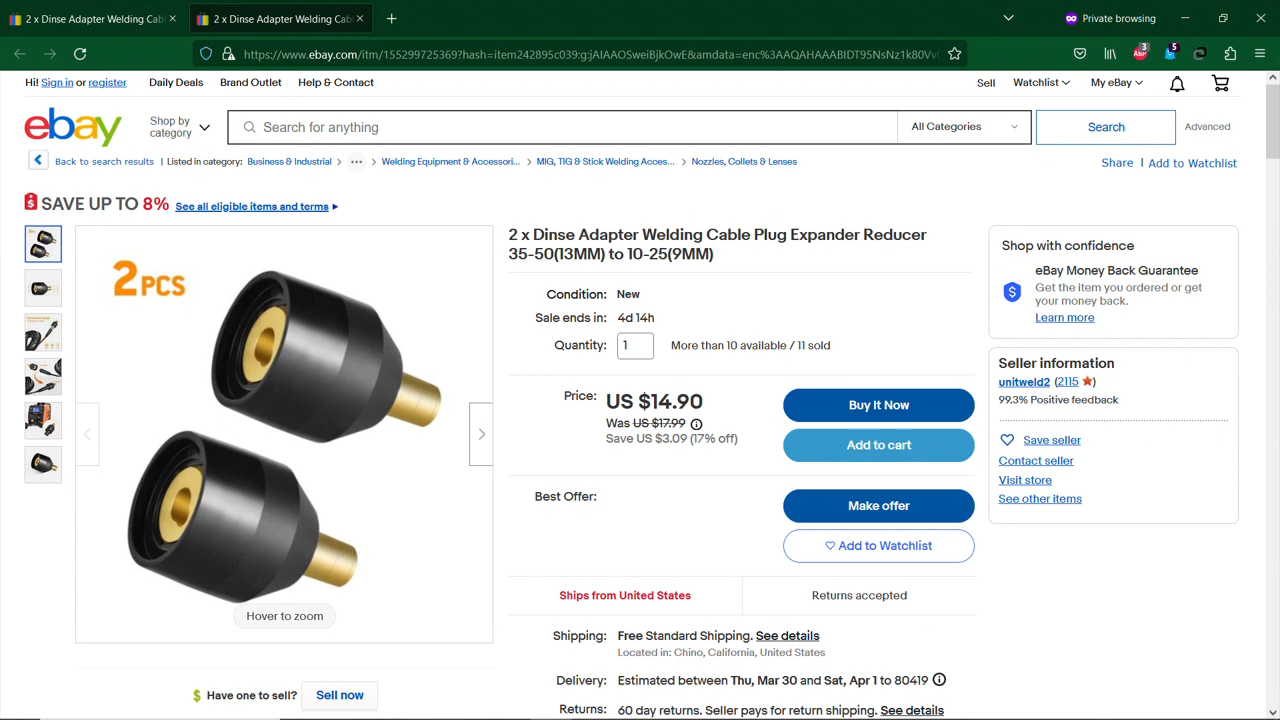 2 x Dinse Adapter Welding Cabl
2 x Dinse Adapter Welding Cabl
Private browsing
https://www.ebay.com/itm/155299725369?hash=item242895c039:g:jAIAAOSweiBjkOwE&amdata=enc%3AAQAHAAABIDT95NsNz1k80V
ABP
3
5
Hi! Sign in or register
Daily Deals
Brand Outlet
Help & Contact
Sell
Watchlist
My eBay
ebay
Shop by
category
Search for anything
All Categories
Search
Advanced
Back to search results
Listed in category:
Business & Industrial
Welding Equipment & Accessori...
MIG, TIG & Stick Welding Acces...
Nozzles, Collets & Lenses
Share
Add to Watchlist
SAVE UP TO 8%
See all eligible items and terms
2PCS
Hover to zoom
Have one to sell?
Sell now
2 x Dinse Adapter Welding Cable Plug Expander Reducer
35-50(13MM) to 10-25(9MM)
Condition: New
Sale ends in: 4d 14h
Quantity: 1
More than 10 available / 11 sold
Price: US $14.90
Was US $17.99
Save US $3.09 (17% off)
Buy It Now
Add to cart
Best Offer:
Make offer
Add to Watchlist
Ships from United States
Returns accepted
Shipping: Free Standard Shipping. See details
Located in: Chino, California, United States
Delivery: Estimated between Thu, Mar 30 and Sat, Apr 1 to 80419
Returns: 60 day returns. Seller pays for return shipping. See details
Shop with confidence
eBay Money Back Guarantee
Get the item you ordered or get
your money back.
Learn more
Seller information
unitweld2 (2115)
99.3% Positive feedback
Save seller
Contact seller
Visit store
See other items